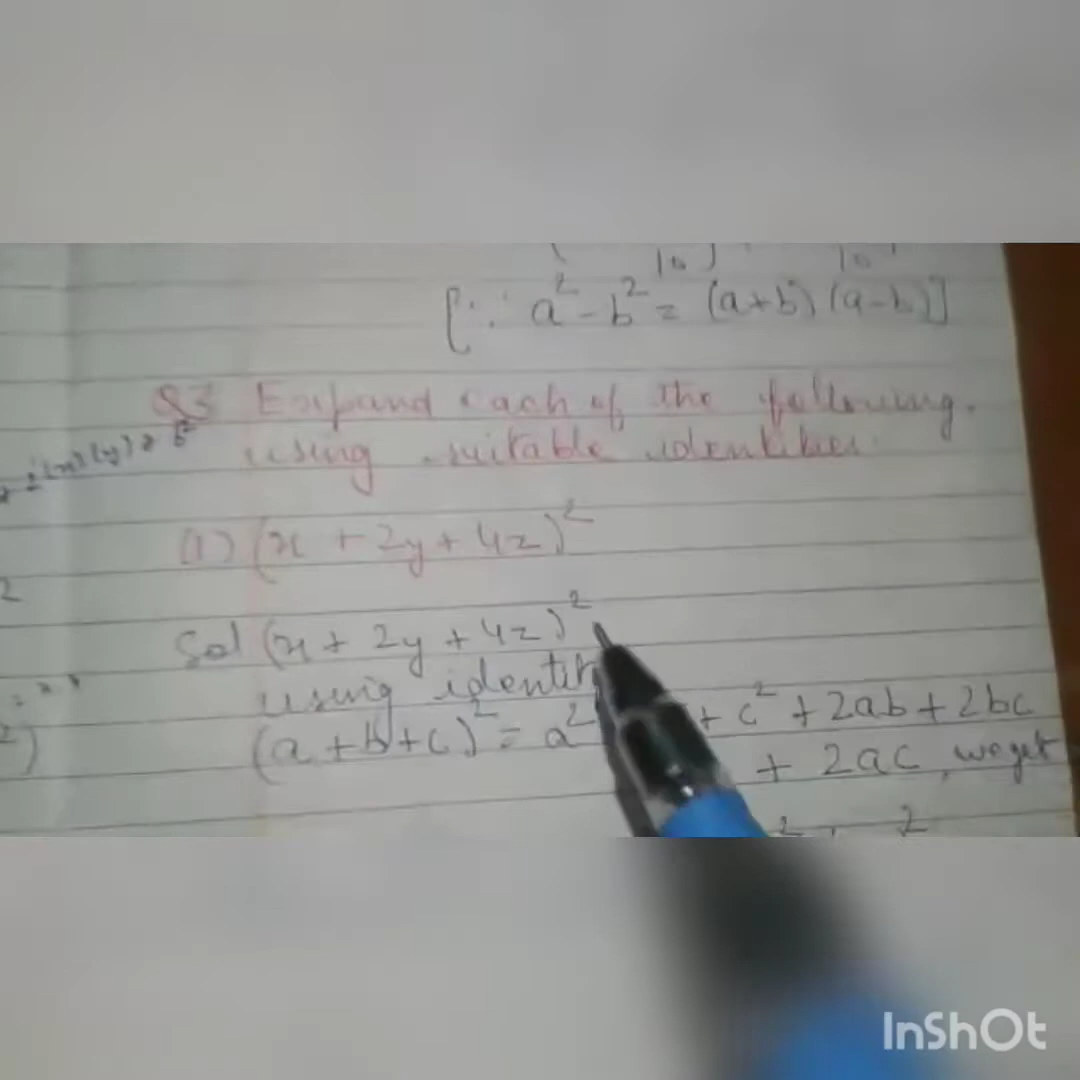 [∵ a² - b² = (a+b) (a-b)]
Q3 Expand each of the following.
using suitable identities.
(1) (x + 2y + 4z)²
Sol (x + 2y + 4z)²
using identity
(a + b + c)² = a² + c² + 2ab + 2bc
+ 2ac, we get
InShOt